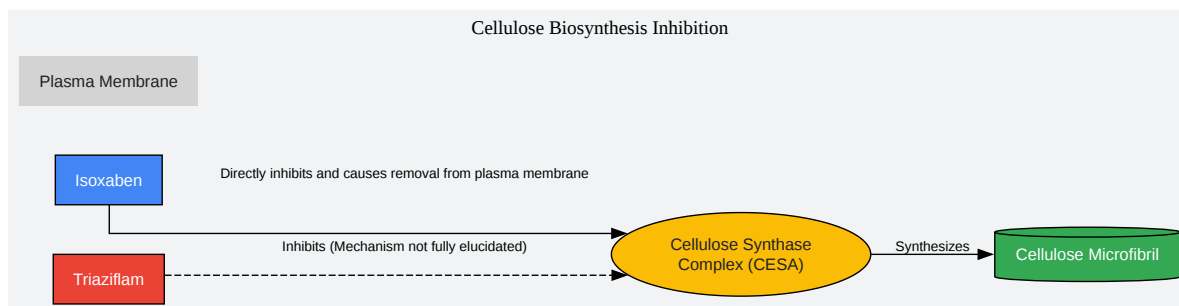 Cellulose Biosynthesis Inhibition
Plasma Membrane
Isoxaben
Directly inhibits and causes removal from plasma membrane
Inhibits (Mechanism not fully elucidated)
Triaziflam
Cellulose Synthase
Complex (CESA)
Synthesizes
Cellulose Microfibril